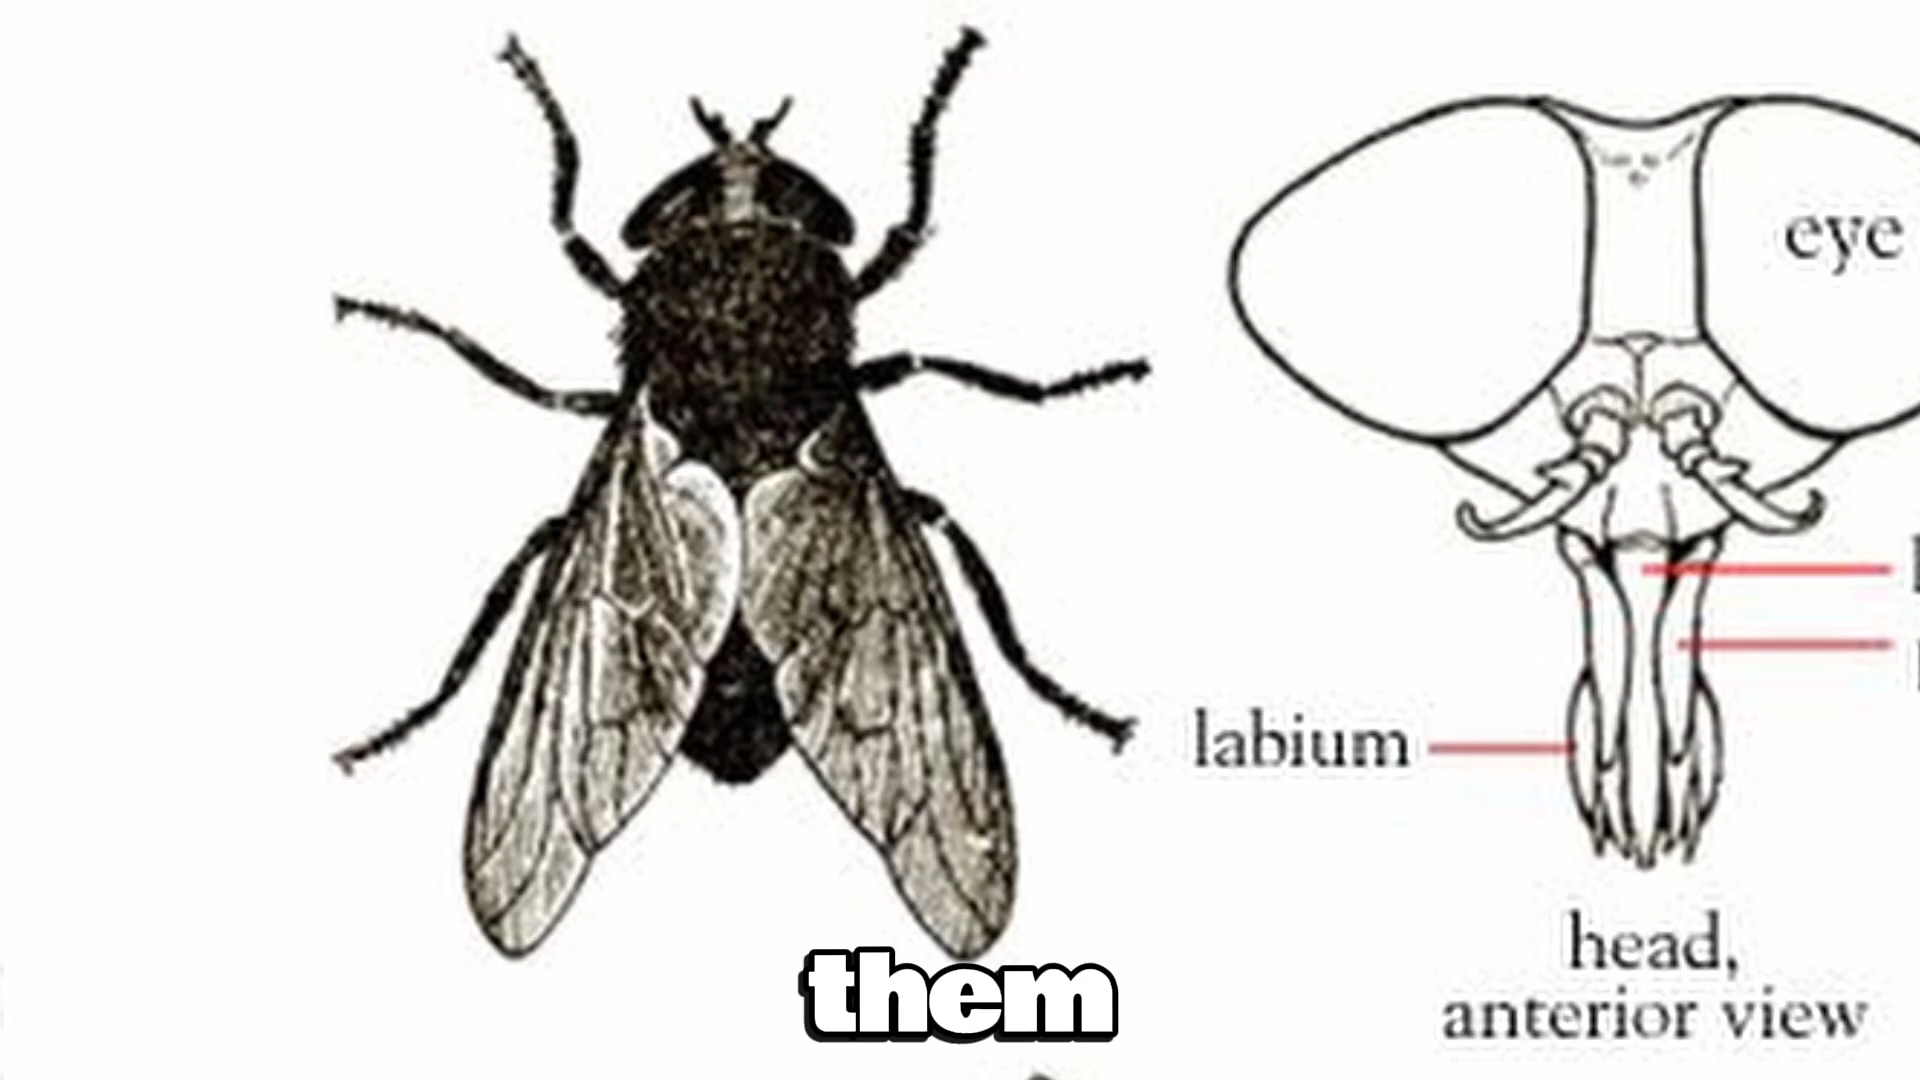 eye
labium
head,
anterior view
them